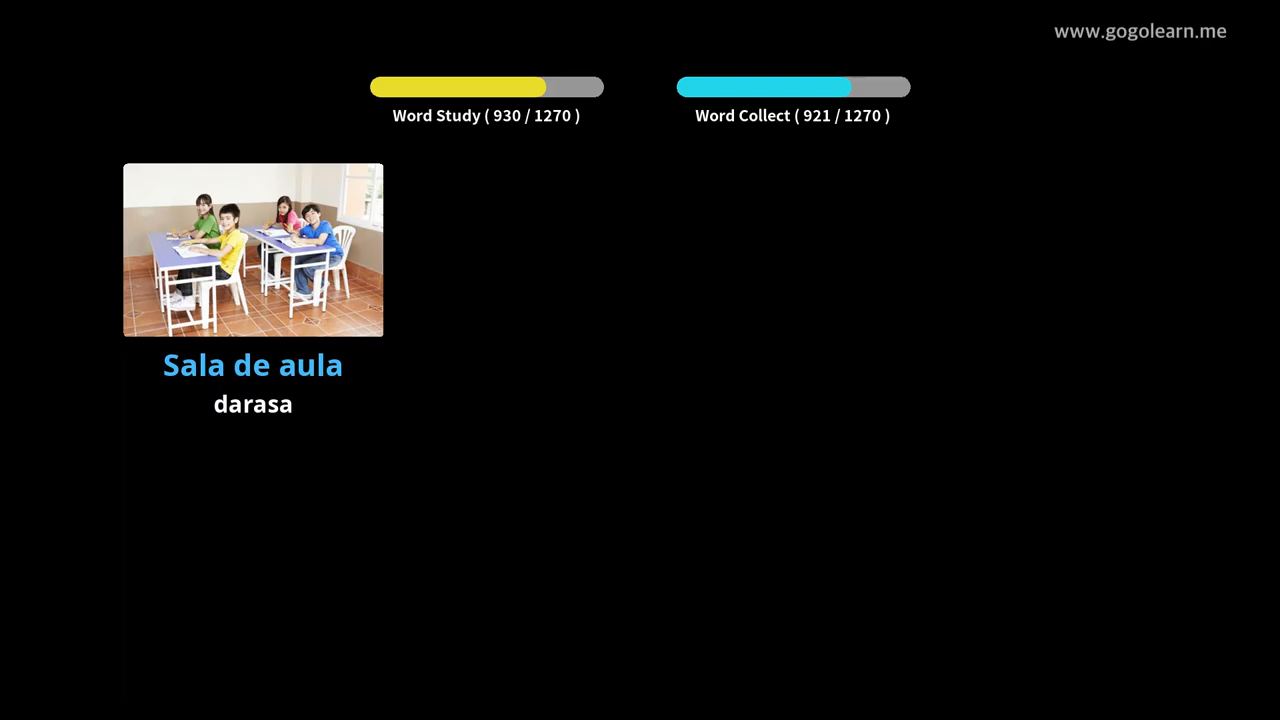 www.gogolearn.me
Word Study ( 930 / 1270 )
Word Collect ( 921 / 1270 )
Sala de aula
darasa